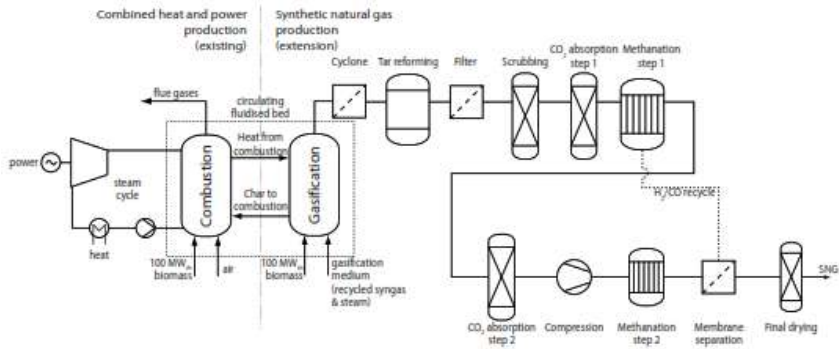 Combined heat and power
production
(existing)
Synthetic natural gas
production
(extension)
Cyclone
Tar reforming
Filter
Scrubbing
CO2 absorption
step 1
Methanation
step 1
flue gases
circulating
fluidised bed
Heat from
combustion
Combustion
Gasification
power
steam
cycle
Char to
combustion
heat
100 MWth
biomass
air
100 MWth
biomass
gasification
medium
(recycled syngas
& steam)
H2/CO recycle
SNG
CO2 absorption
step 2
Compression
Methanation
step 2
Membrane
separation
Final drying